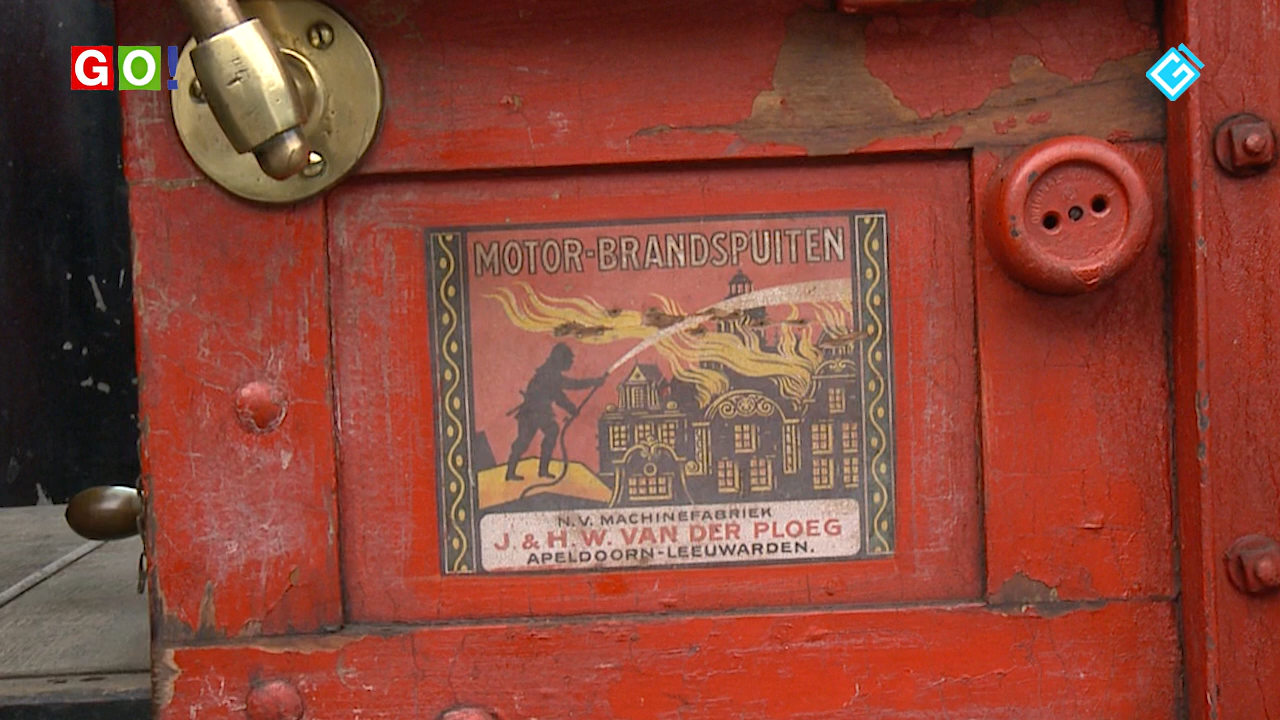 GO!
G
MOTOR-BRANDSPUITEN
N.V. MACHINEFABRIEK
J. & H.W. VAN DER PLOEG
APELDOORN-LEEUWARDEN.